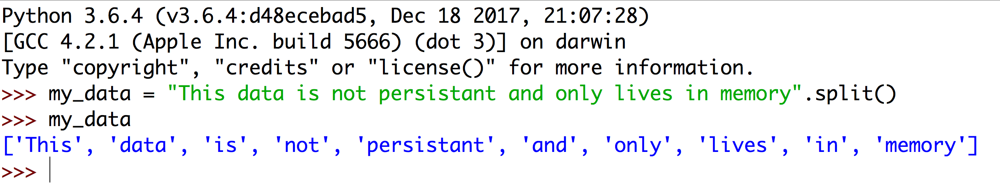 Python 3.6.4 (v3.6.4:d48ecebad5, Dec 18 2017, 21:07:28)
[GCC 4.2.1 (Apple Inc. build 5666) (dot 3)] on darwin
Type "copyright", "credits" or "license()" for more information.
>>> my_data = "This data is not persistant and only lives in memory".split()
>>> my_data
['This', 'data', 'is', 'not', 'persistant', 'and', 'only', 'lives', 'in', 'memory']
>>>